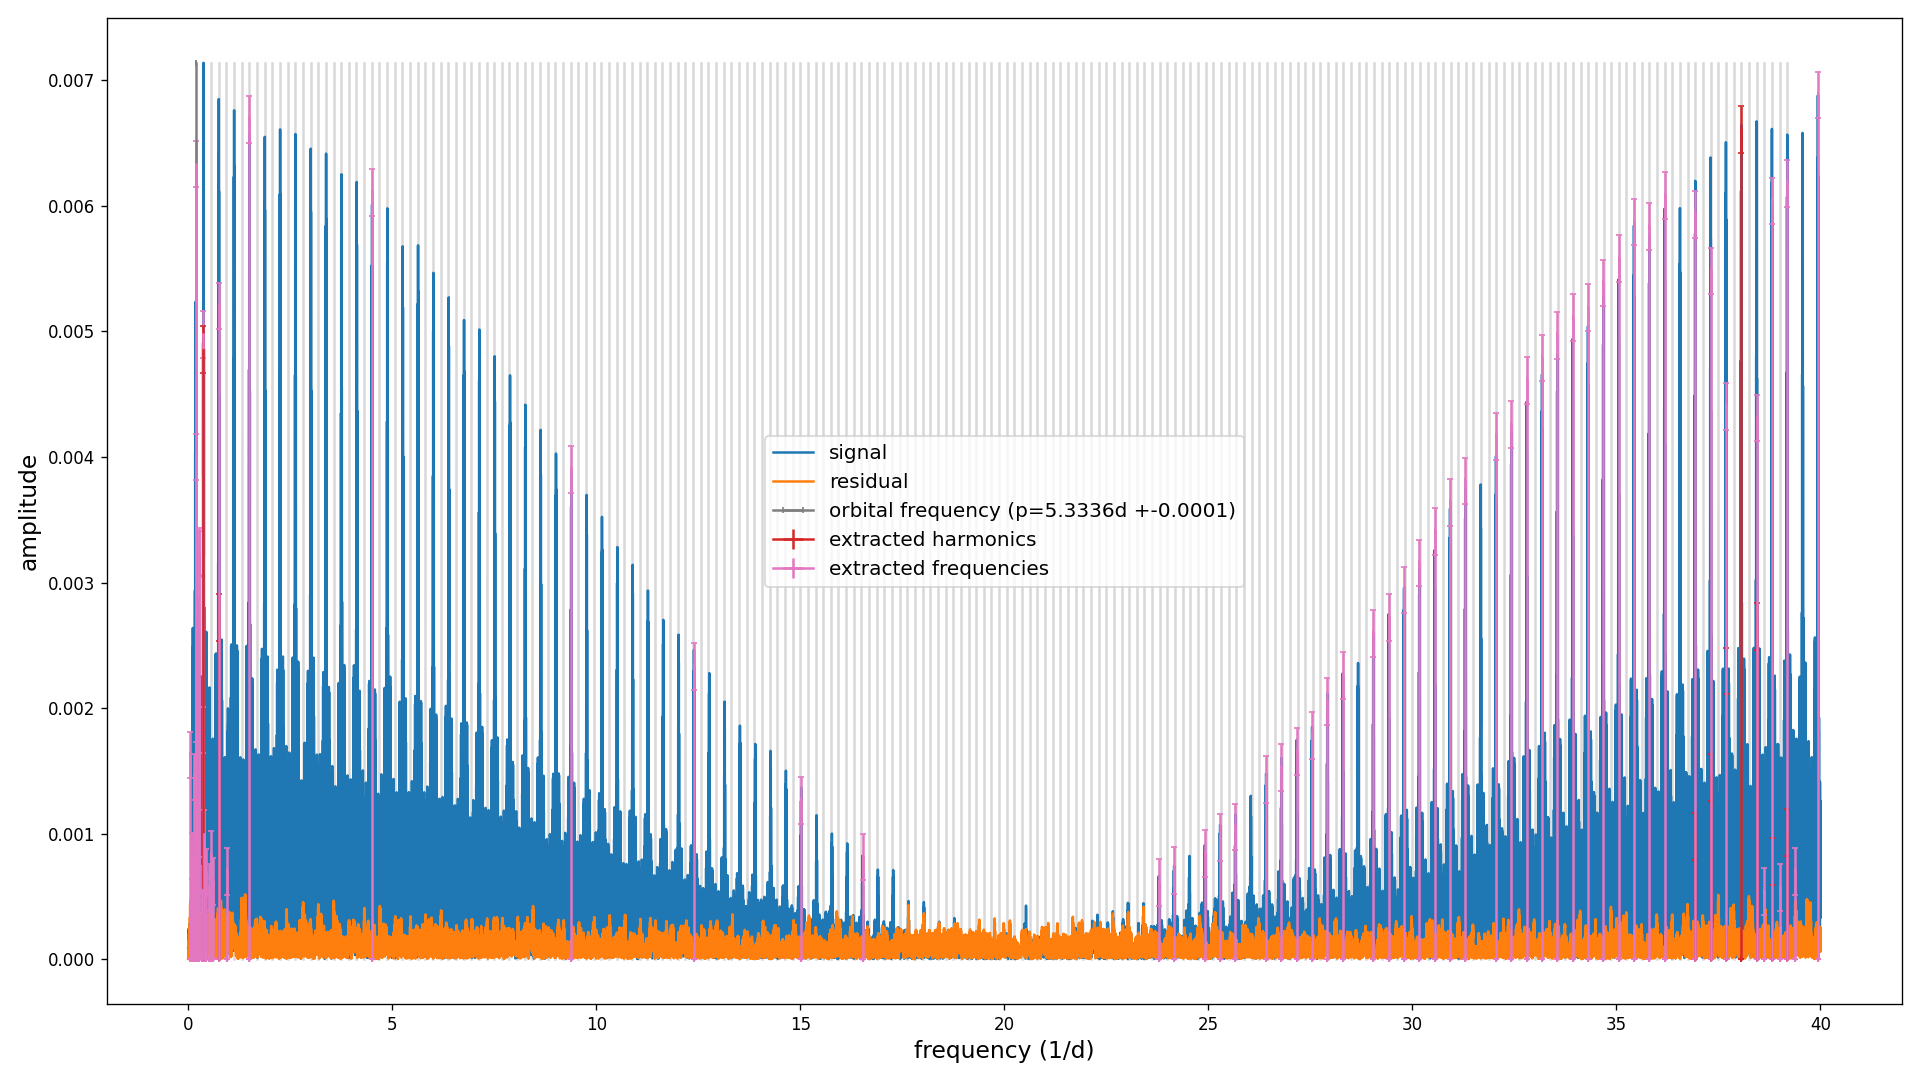 0.007
0.006
0.005
0.004
0.003
0.002
0.001
0.000
amplitude
signal
residual
orbital frequency (p=5.3336d +-0.0001)
extracted harmonics
extracted frequencies
0 5 10 15 20 25 30 35 40
frequency (1/d)